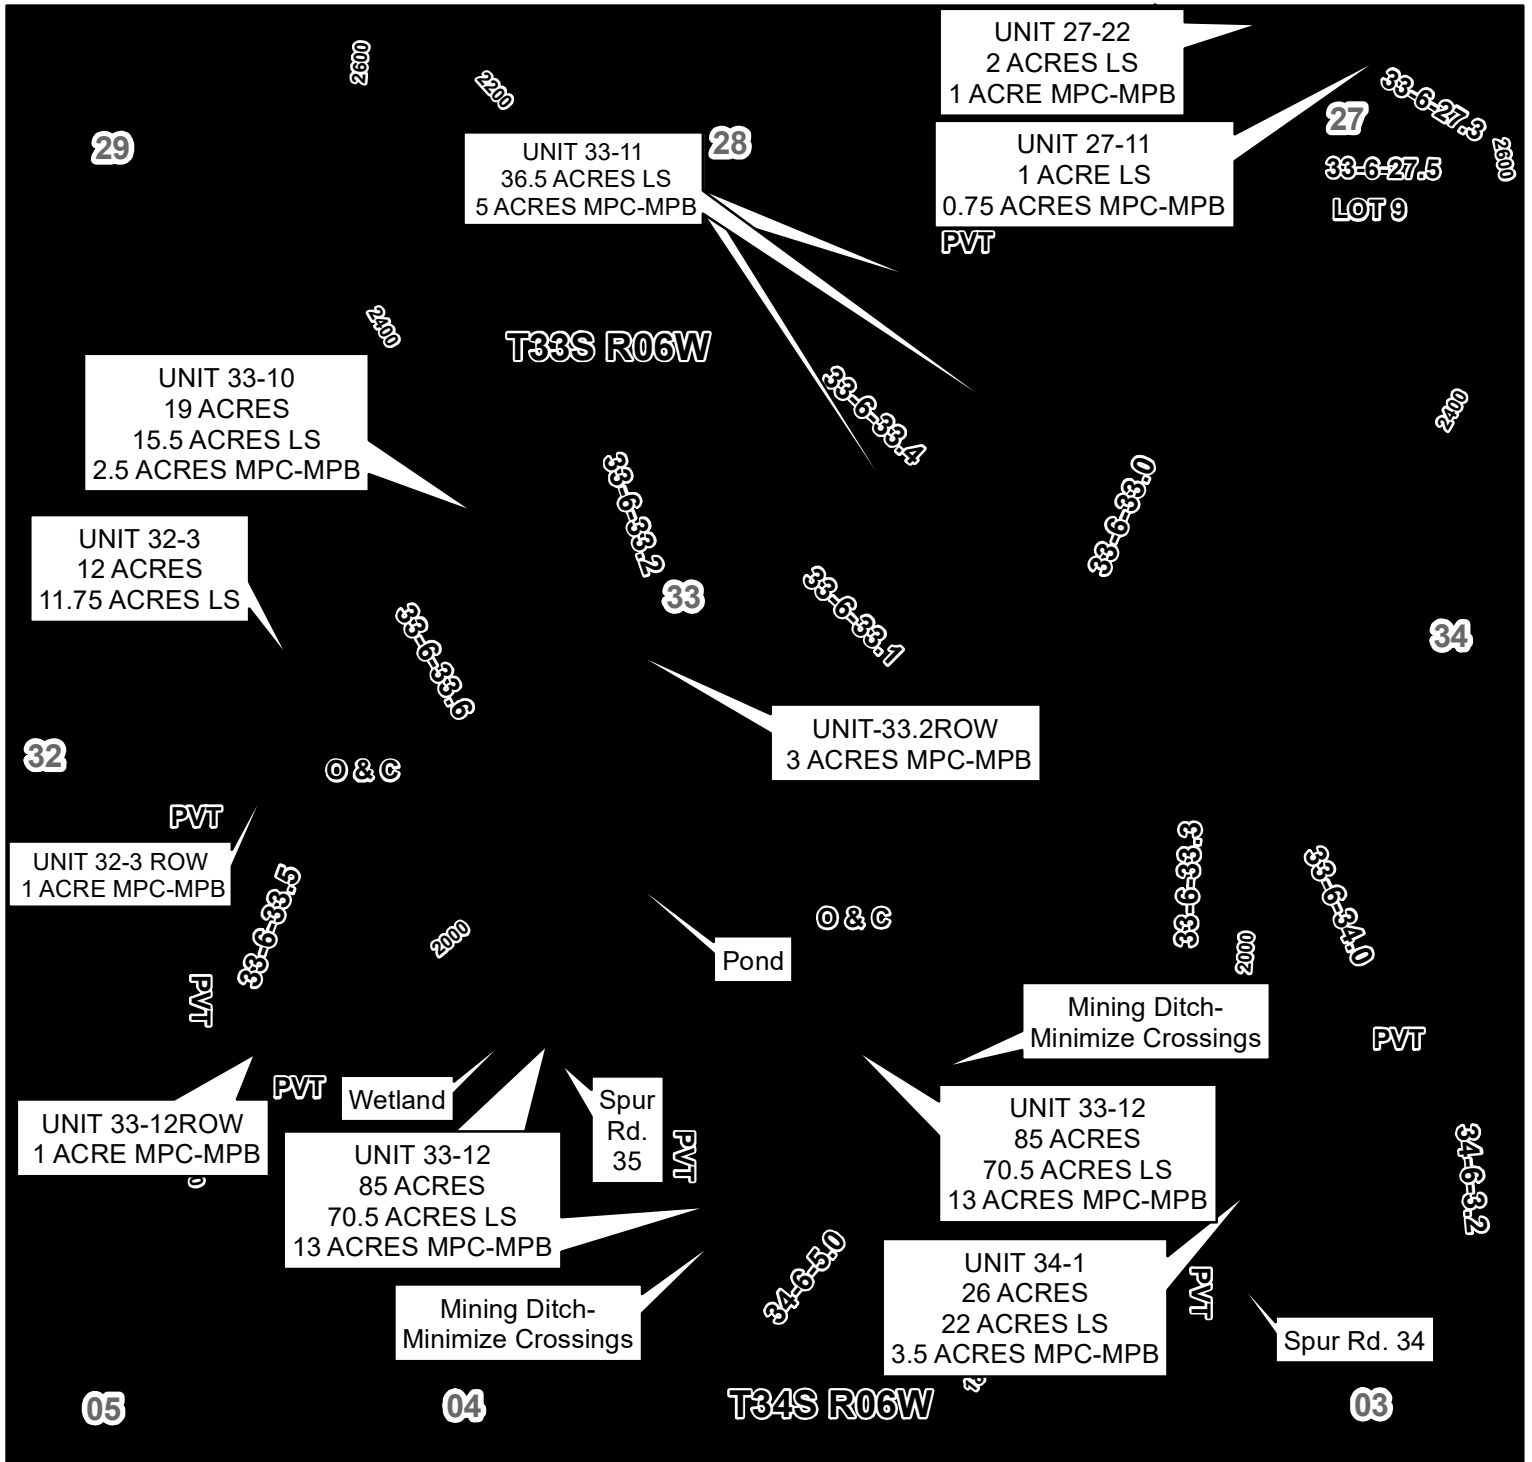 UNIT 27-22
2 ACRES LS
1 ACRE MPC-MPB
2600
2200
33-6-27.3
27
29
28
UNIT 33-11
36.5 ACRES LS
5 ACRES MPC-MPB
UNIT 27-11
1 ACRE LS
0.75 ACRES MPC-MPB
2600
33-6-27.5
LOT 9
PVT
2400
T33S R06W
UNIT 33-10
19 ACRES
15.5 ACRES LS
2.5 ACRES MPC-MPB
33-6-33.4
2400
33-6-33.2
33-6-33.0
UNIT 32-3
12 ACRES
11.75 ACRES LS
33
33-6-33.1
33-6-33.6
34
UNIT-33.2ROW
3 ACRES MPC-MPB
32
O & C
PVT
UNIT 32-3 ROW
1 ACRE MPC-MPB
33-6-33.5
33-9-33.3
33-6-34.0
O & C
2000
2000
Pond
PVT
Mining Ditch-
Minimize Crossings
PVT
PVT
Wetland
Spur
Rd.
35
UNIT 33-12ROW
1 ACRE MPC-MPB
0
UNIT 33-12
85 ACRES
70.5 ACRES LS
13 ACRES MPC-MPB
PVT
UNIT 33-12
85 ACRES
70.5 ACRES LS
13 ACRES MPC-MPB
34-6-3.2
34-6-5.0
UNIT 34-1
26 ACRES
22 ACRES LS
3.5 ACRES MPC-MPB
PVT
Mining Ditch-
Minimize Crossings
Spur Rd. 34
05
04
T34S R06W
03